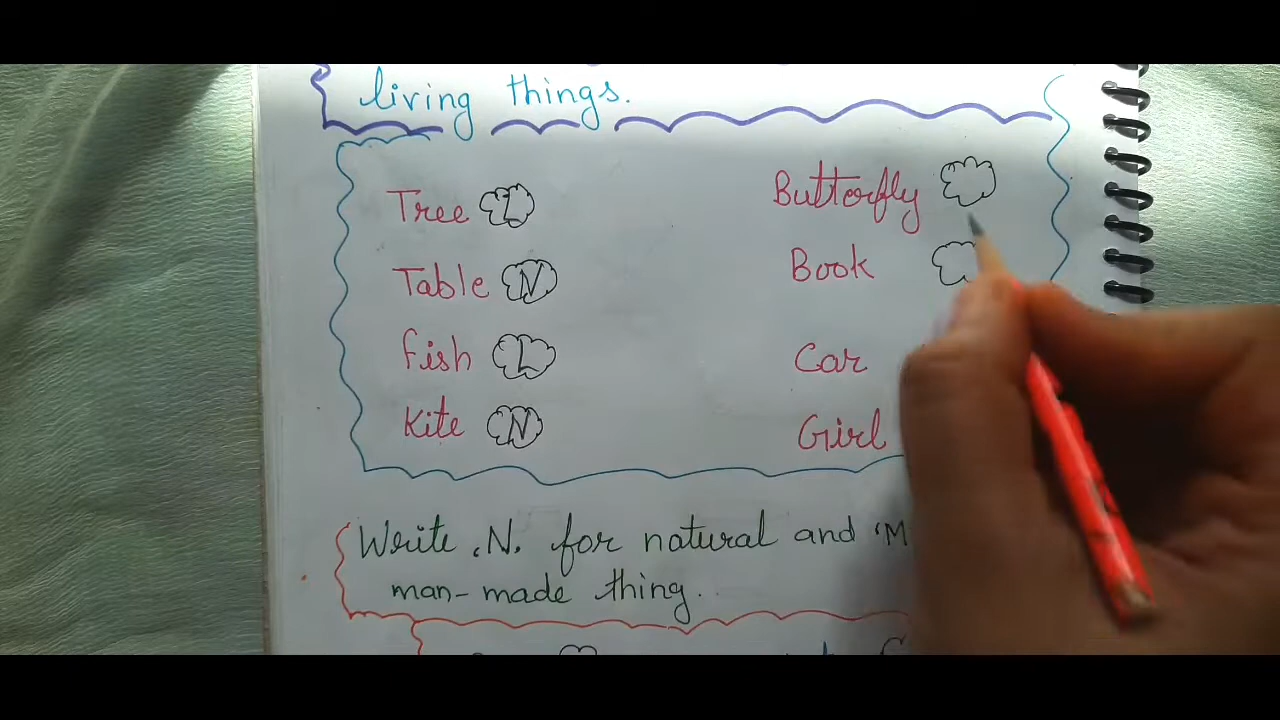 living things.
Tree L
Table N
Fish L
Kite N
Butterfly
Book
Car
Girl
Write 'N' for natural and 'M
man-made thing.